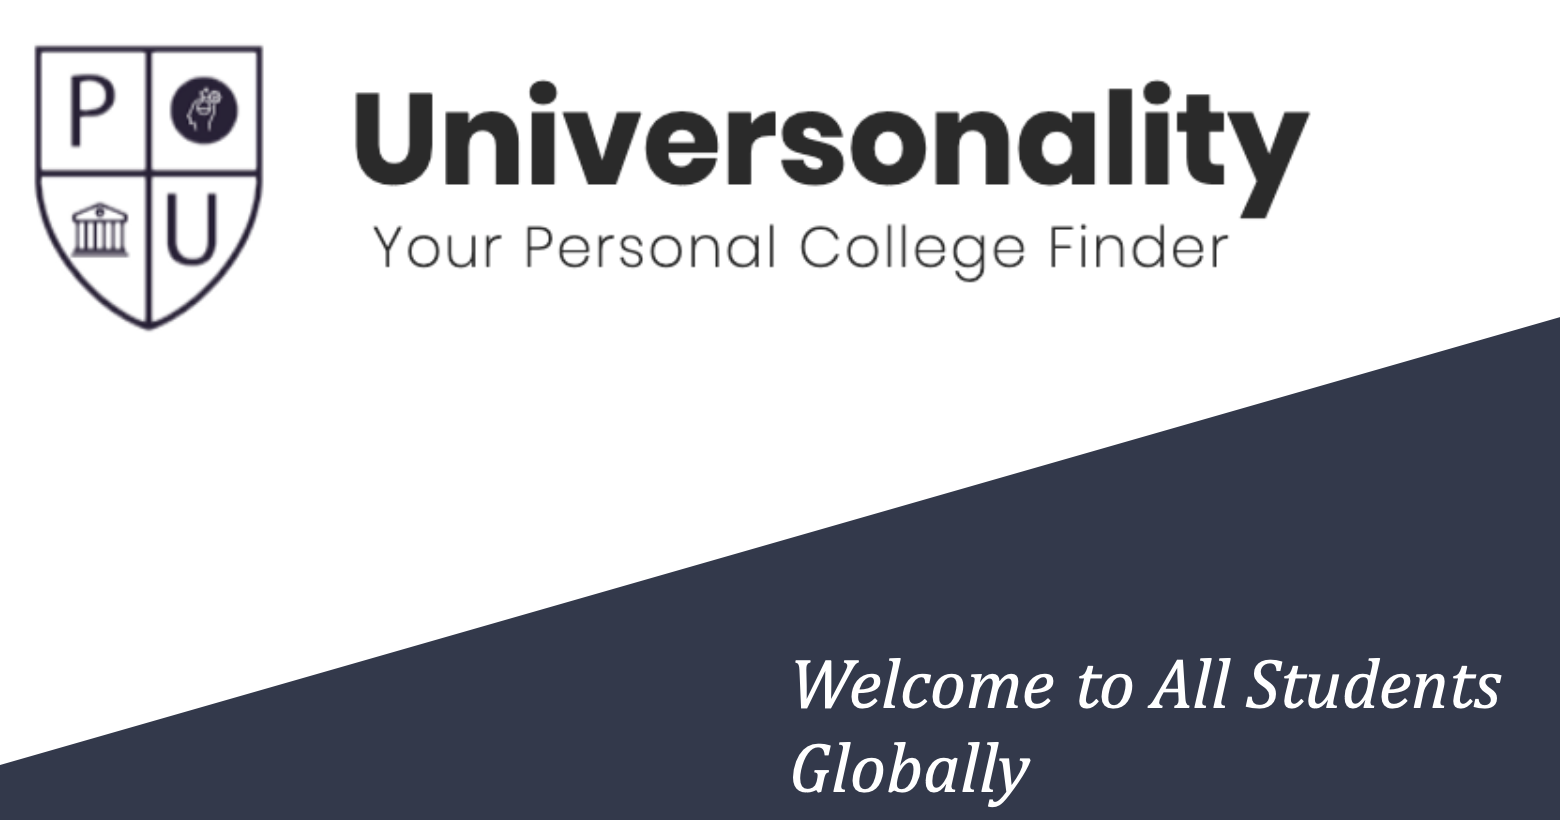 P
U
Universonality
Your Personal College Finder
Welcome to All Students
Globally